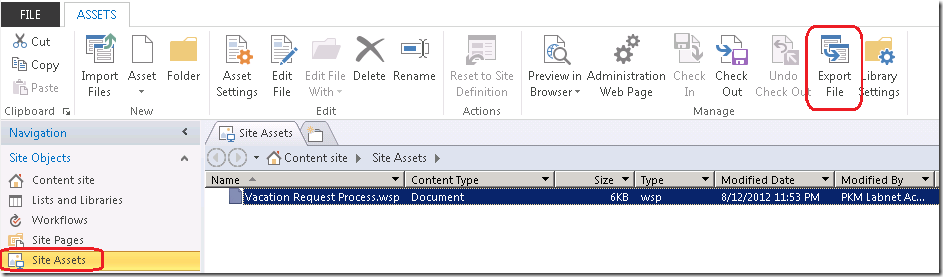 FILE ASSETS
Cut
Copy
Paste
Clipboard
Import Files
Asset
Folder
New
Asset Settings
Edit File
Edit File With
Delete
Rename
Edit
Reset to Site Definition
Actions
Preview in Browser
Administration Web Page
Check In
Check Out
Undo Check Out
Export File
Library Settings
Manage
Navigation
Site Objects
Content site
Lists and Libraries
Workflows
Site Pages
Site Assets
Site Assets
Content site Site Assets
Name Content Type Size Type Modified Date Modified By
Vacation Request Process.wsp Document 6KB wsp 8/12/2012 11:53 PM PKM Labnet Ac...